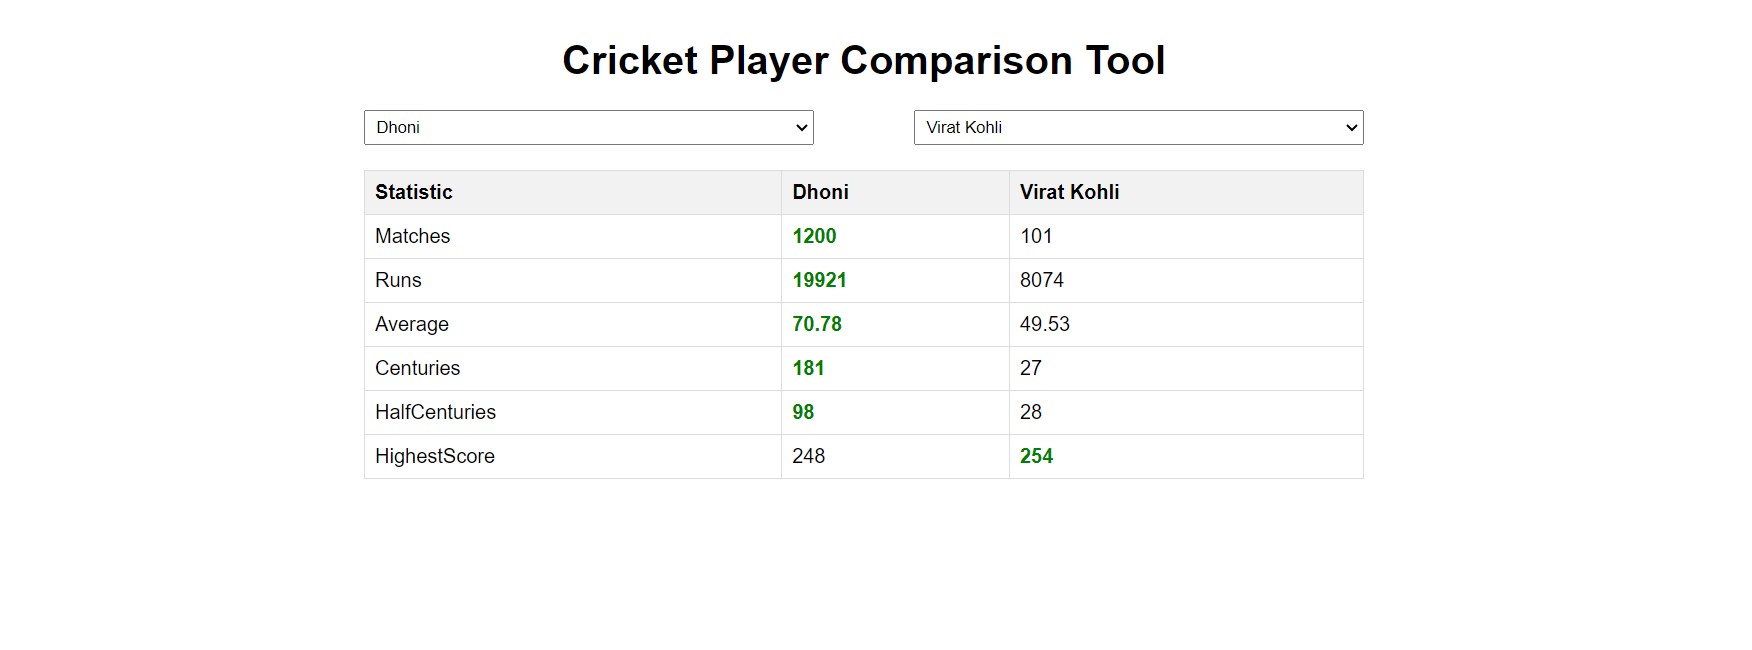 Cricket Player Comparison Tool
Dhoni Virat Kohli
Statistic Dhoni Virat Kohli
Matches 1200 101
Runs 19921 8074
Average 70.78 49.53
Centuries 181 27
HalfCenturies 98 28
HighestScore 248 254